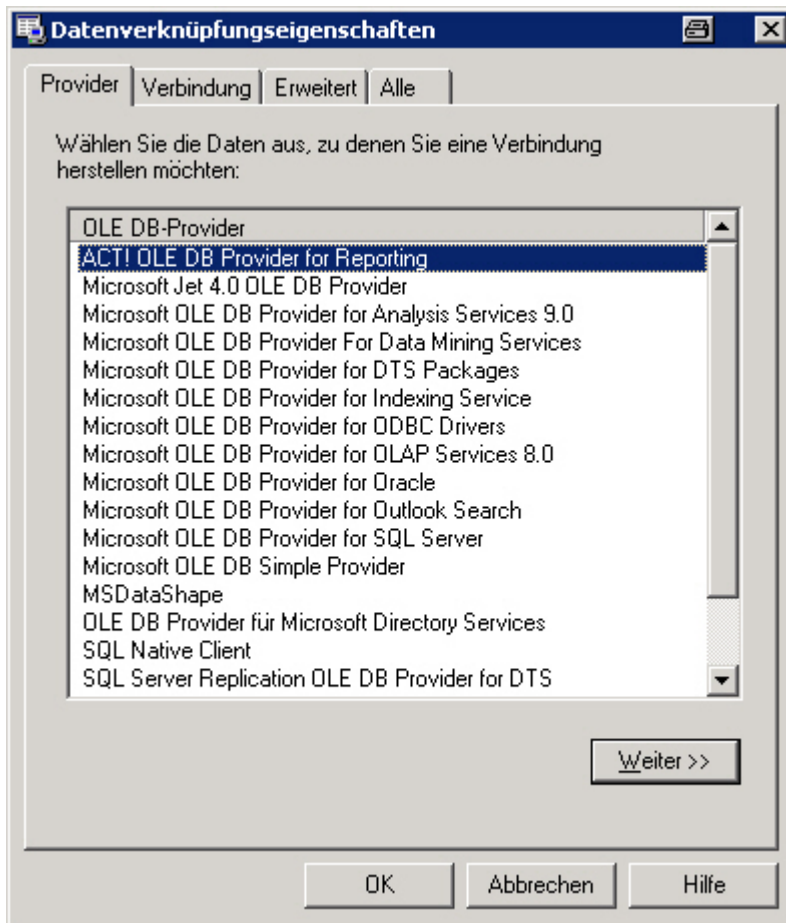 Datenverknüpfungseigenschaften
Provider Verbindung Erweitert Alle
Wählen Sie die Daten aus, zu denen Sie eine Verbindung
herstellen möchten:
OLE DB-Provider
ACT! OLE DB Provider for Reporting
Microsoft Jet 4.0 OLE DB Provider
Microsoft OLE DB Provider for Analysis Services 9.0
Microsoft OLE DB Provider For Data Mining Services
Microsoft OLE DB Provider for DTS Packages
Microsoft OLE DB Provider for Indexing Service
Microsoft OLE DB Provider for ODBC Drivers
Microsoft OLE DB Provider for OLAP Services 8.0
Microsoft OLE DB Provider for Oracle
Microsoft OLE DB Provider for Outlook Search
Microsoft OLE DB Provider for SQL Server
Microsoft OLE DB Simple Provider
MSDataShape
OLE DB Provider für Microsoft Directory Services
SQL Native Client
SQL Server Replication OLE DB Provider for DTS
Weiter >>
OK Abbrechen Hilfe